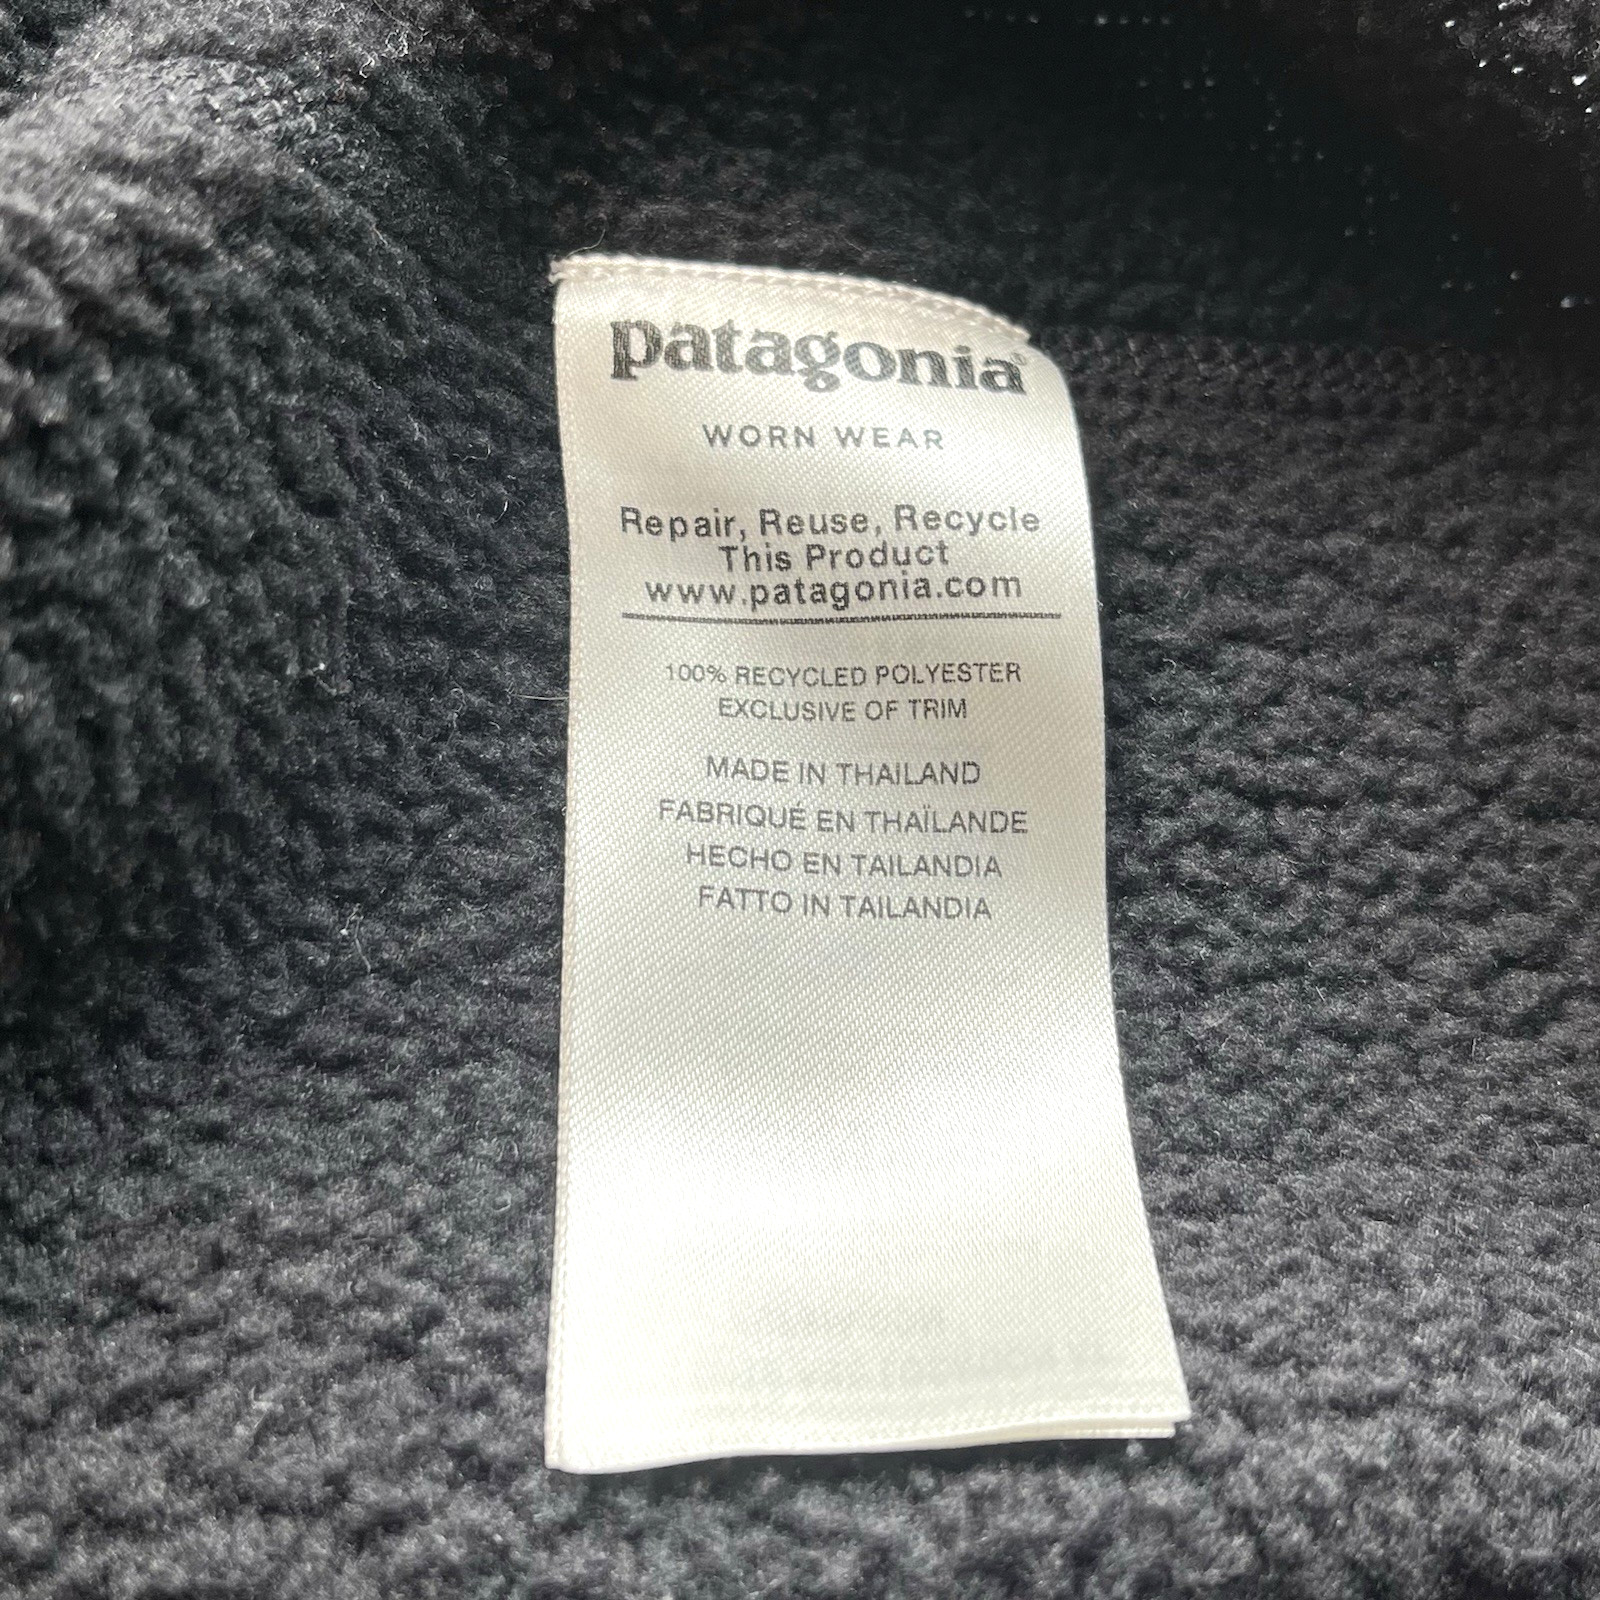 patagonia®
WORN WEAR
Repair, Reuse, Recycle
This Product
www.patagonia.com
100% RECYCLED POLYESTER
EXCLUSIVE OF TRIM
MADE IN THAILAND
FABRIQUÉ EN THAÏLANDE
HECHO EN TAILANDIA
FATTO IN TAILANDIA